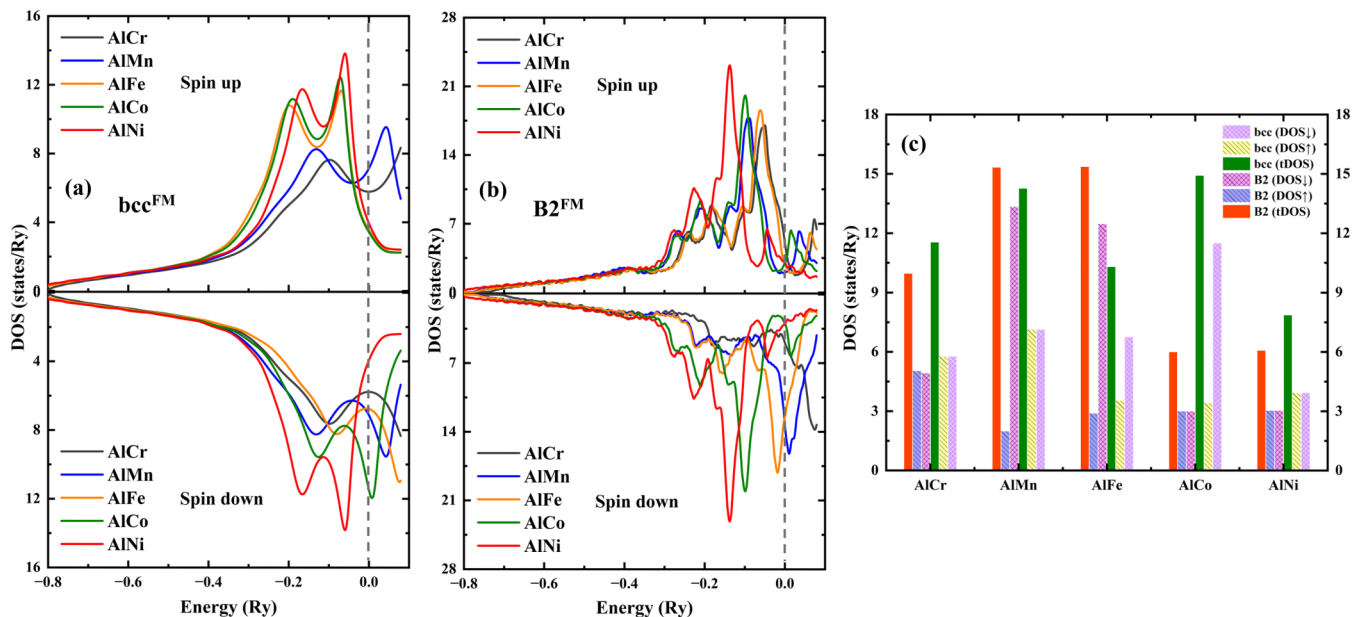 16
12
8
4
0
4
8
12
16
DOS (states/Ry)
AlCr
AlMn
AlFe
AlCo
AlNi
Spin up
(a)
bccFM
AlCr
AlMn
AlFe
AlCo
AlNi
Spin down
−0.8 −0.6 −0.4 −0.2 0.0
Energy (Ry)
28
21
14
7
0
7
14
21
28
DOS (states/Ry)
AlCr
AlMn
AlFe
AlCo
AlNi
Spin up
(b)
B2FM
AlCr
AlMn
AlFe
AlCo
AlNi
Spin down
−0.8 −0.6 −0.4 −0.2 0.0
Energy (Ry)
18
15
12
9
6
3
0
DOS (states/Ry)
(c)
bcc (DOS↓)
bcc (DOS↑)
bcc (tDOS)
B2 (DOS↓)
B2 (DOS↑)
B2 (tDOS)
18
15
12
9
6
3
0
AlCr AlMn AlFe AlCo AlNi